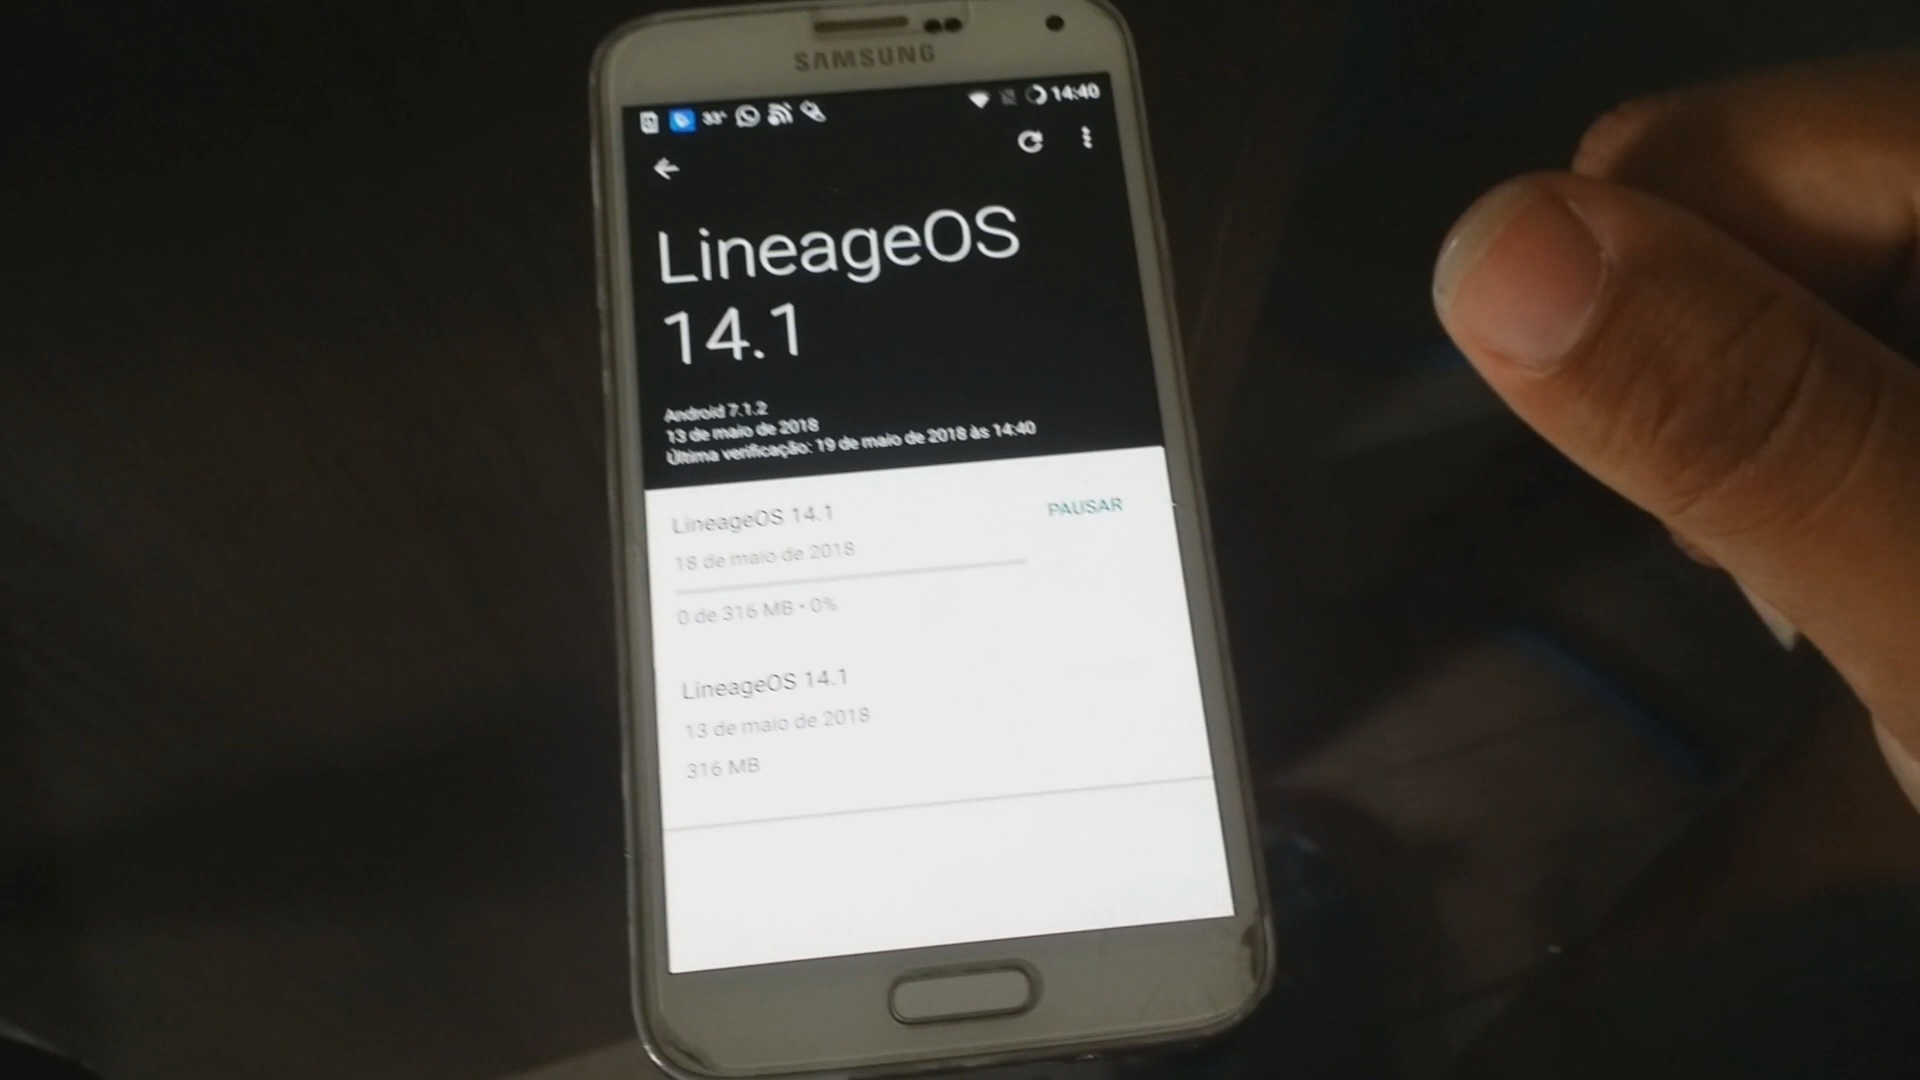 SAMSUNG
33° 14:40
LineageOS
14.1
Android 7.1.2
13 de maio de 2018
Última verificação: 19 de maio de 2018 às 14:40
LineageOS 14.1
PAUSAR
18 de maio de 2018
0 de 316 MB • 0%
LineageOS 14.1
13 de maio de 2018
316 MB